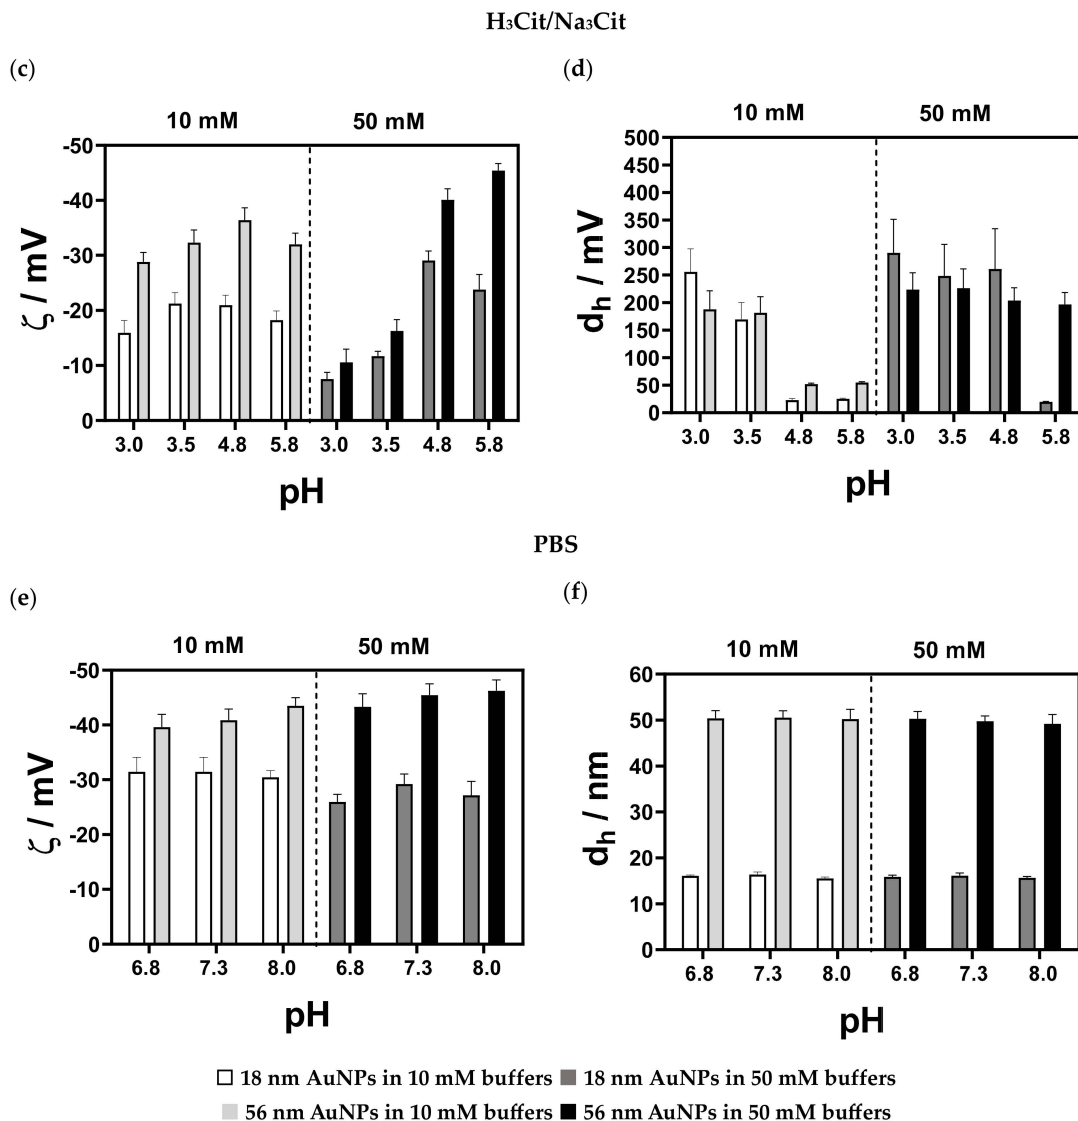 H₃Cit/Na₃Cit
(c)
10 mM 50 mM
-50
-40
-30
-20
-10
0
ζ / mV
3.0 3.5 4.8 5.8 3.0 3.5 4.8 5.8
pH
(d)
10 mM 50 mM
500
450
400
350
300
250
200
150
100
50
0
dₕ / mV
3.0 3.5 4.8 5.8 3.0 3.5 4.8 5.8
pH
PBS
(e)
10 mM 50 mM
-50
-40
-30
-20
-10
0
ζ / mV
6.8 7.3 8.0 6.8 7.3 8.0
pH
(f)
10 mM 50 mM
60
50
40
30
20
10
0
dₕ / nm
6.8 7.3 8.0 6.8 7.3 8.0
pH
18 nm AuNPs in 10 mM buffers 18 nm AuNPs in 50 mM buffers
56 nm AuNPs in 10 mM buffers 56 nm AuNPs in 50 mM buffers